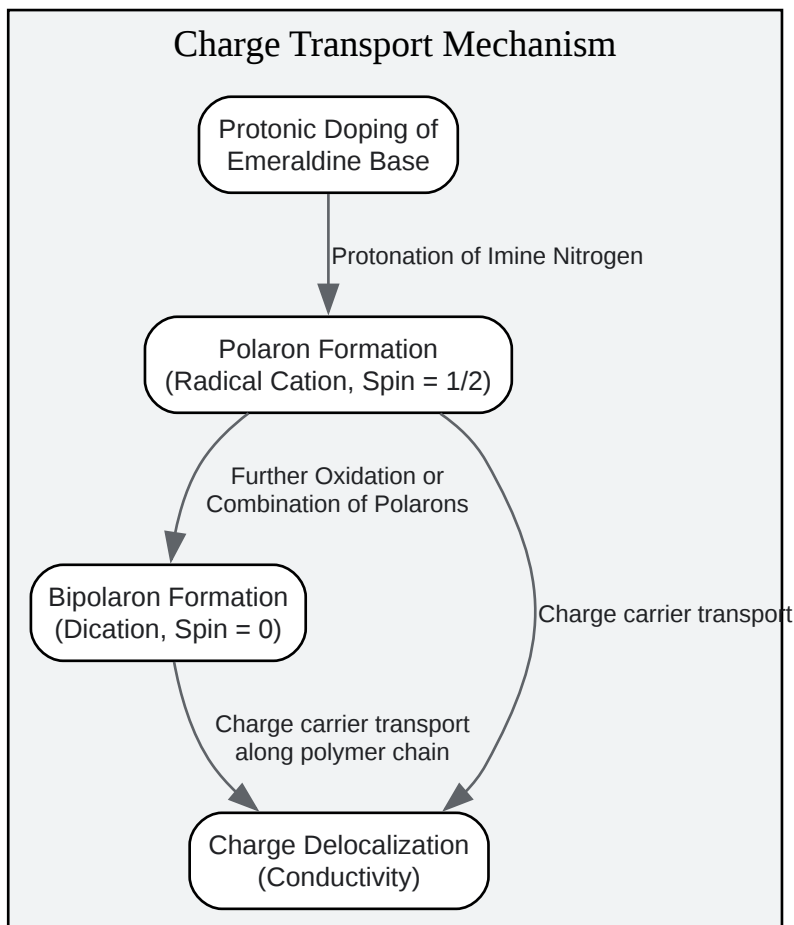 Charge Transport Mechanism
Protonic Doping of
Emeraldine Base
Protonation of Imine Nitrogen
Polaron Formation
(Radical Cation, Spin = 1/2)
Further Oxidation or
Combination of Polarons
Bipolaron Formation
(Dication, Spin = 0)
Charge carrier transport
Charge carrier transport
along polymer chain
Charge Delocalization
(Conductivity)